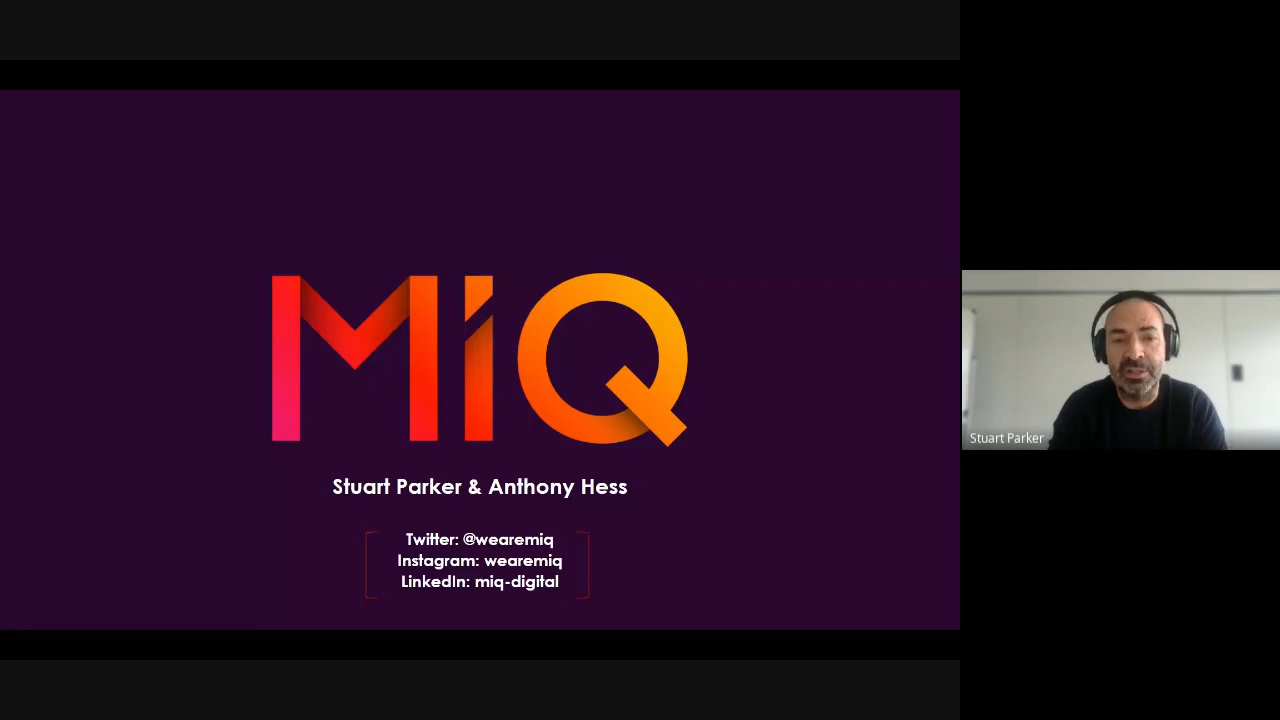 MiQ
Stuart Parker & Anthony Hess
Twitter: @wearemiq
Instagram: wearemiq
LinkedIn: miq-digital
Stuart Parker